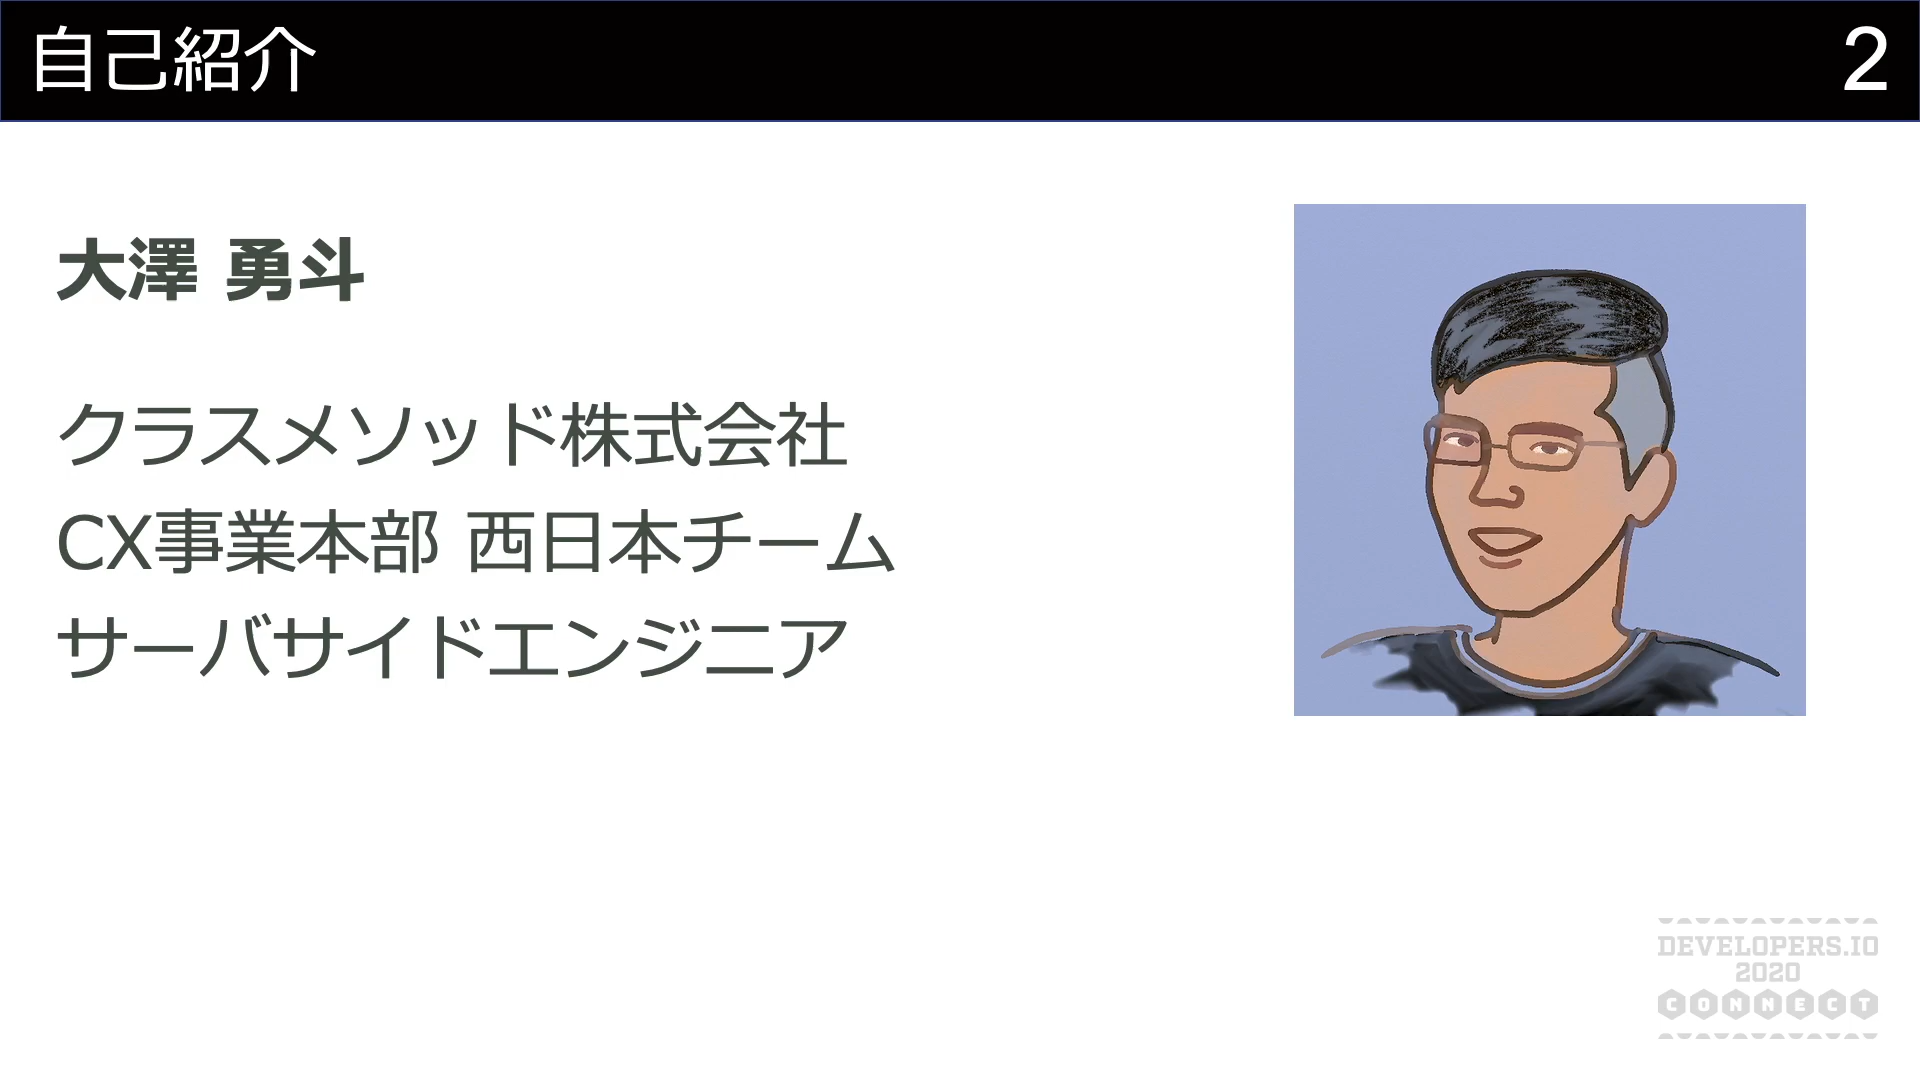 自己紹介
2
大澤 勇斗
クラスメソッド株式会社
CX事業本部 西日本チーム
サーバサイドエンジニア
DEVELOPERS.IO
2020
CONNECT